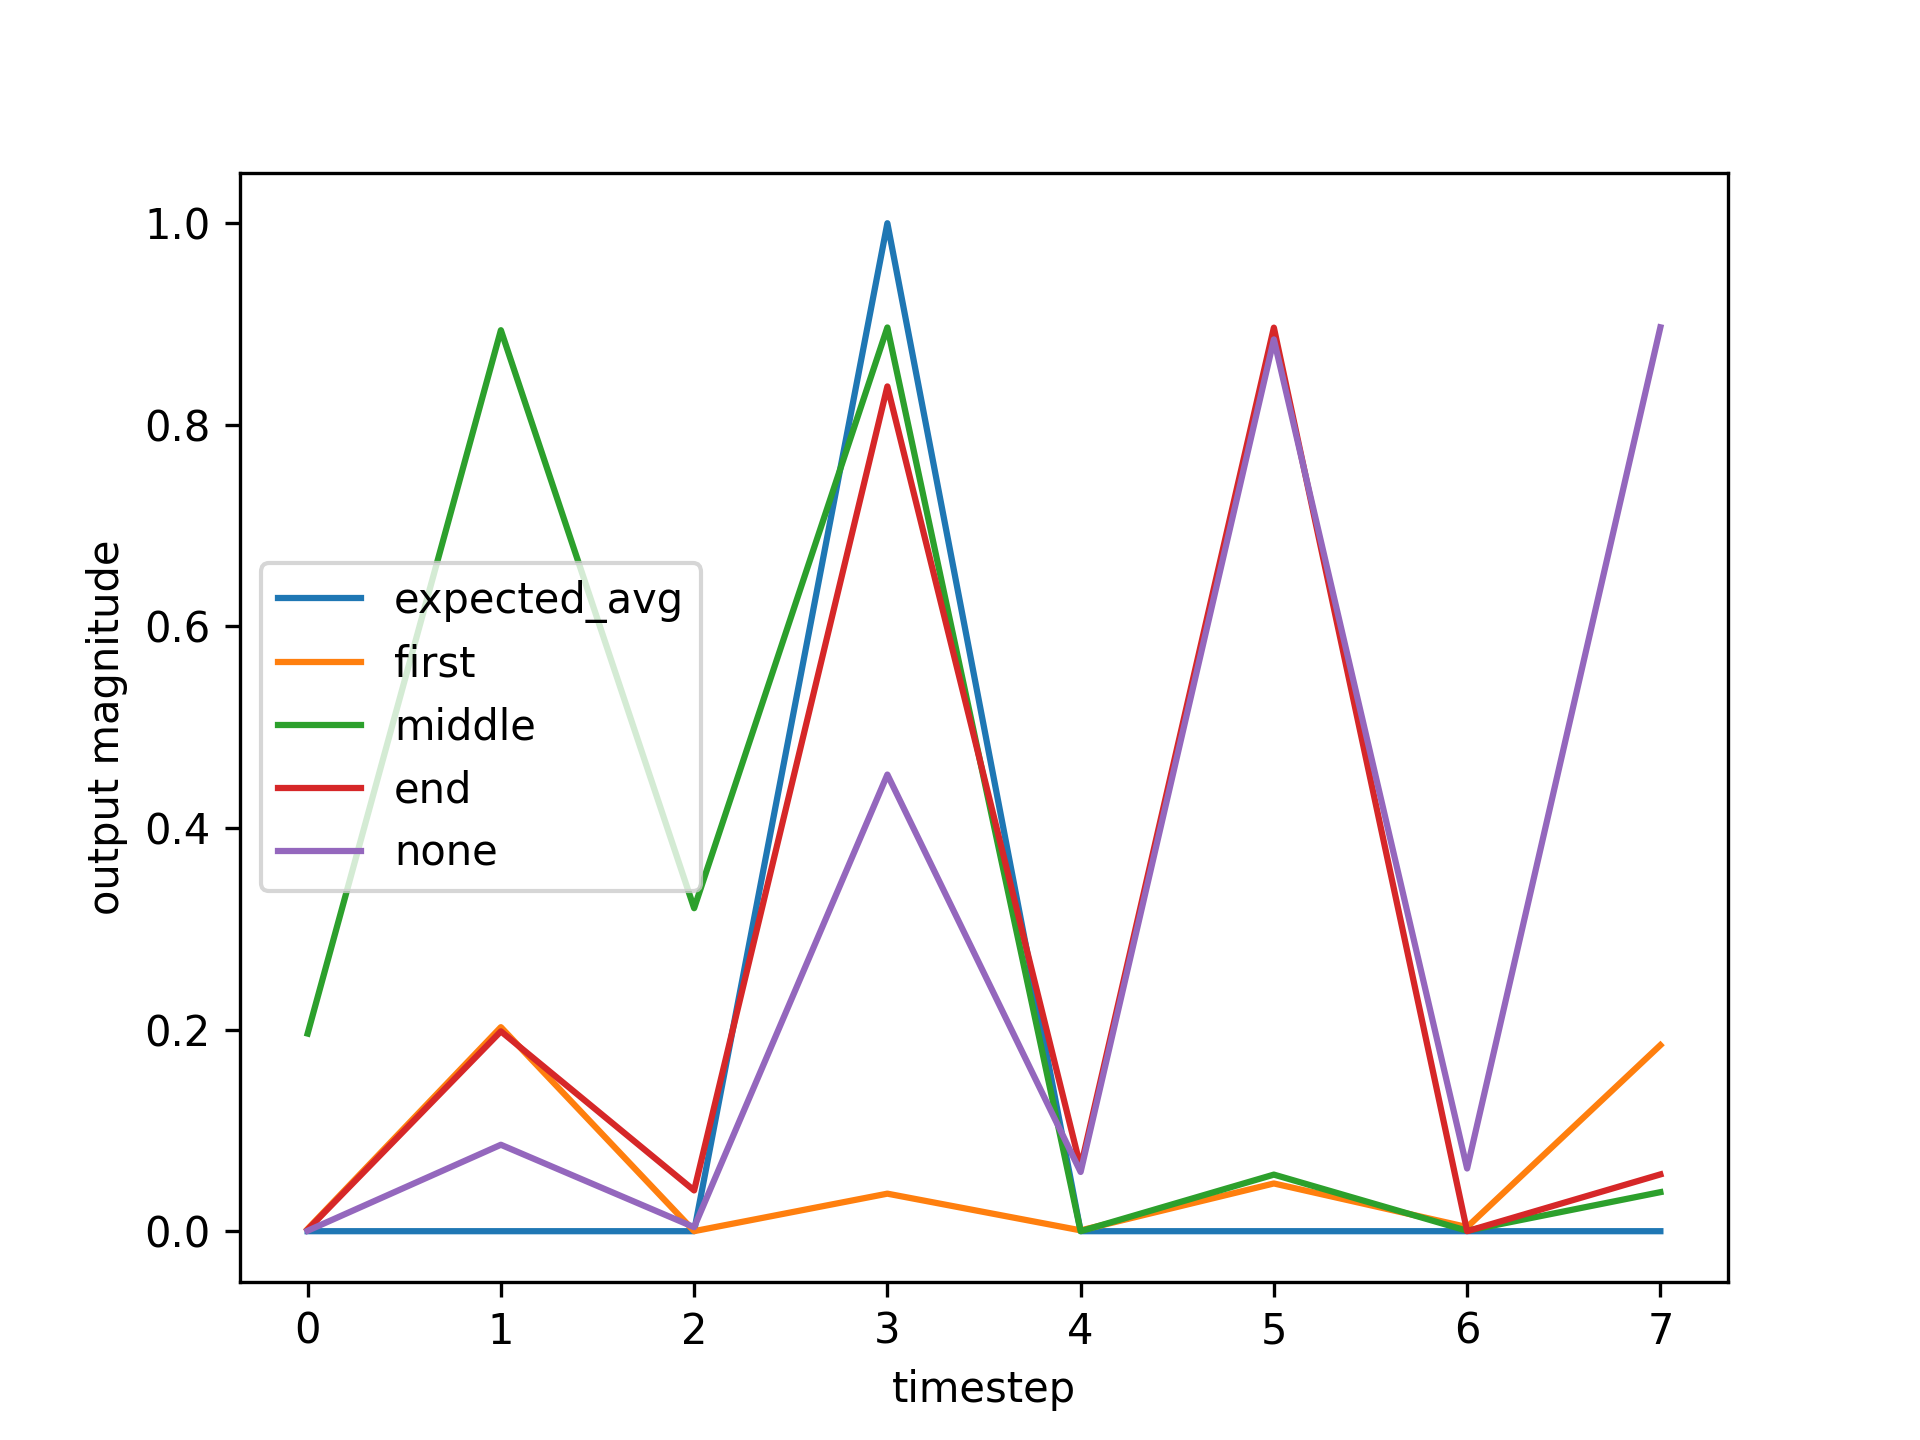 1.0
0.8
0.6
0.4
0.2
0.0
output magnitude
expected_avg
first
middle
end
none
0 1 2 3 4 5 6 7
timestep